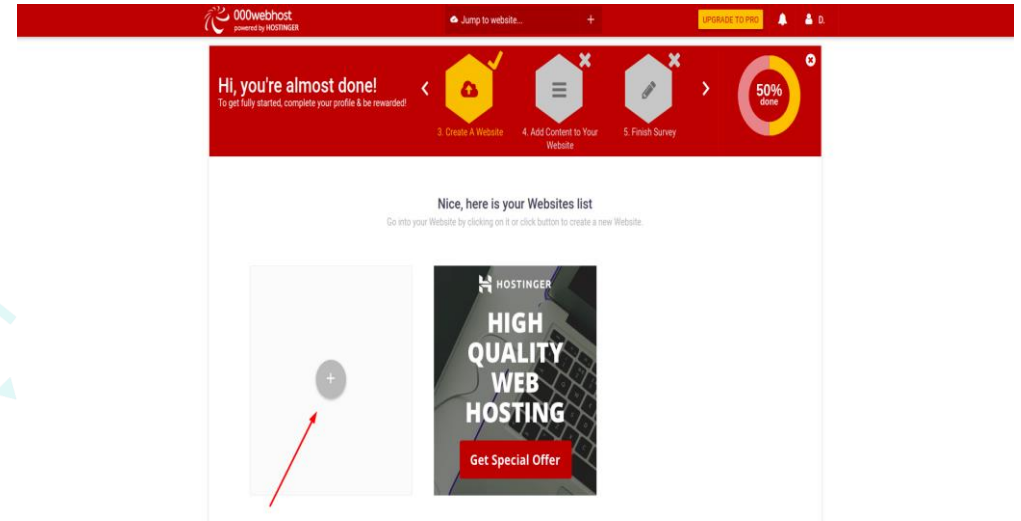 000webhost
powered by HOSTINGER
Jump to website...
+
UPGRADE TO PRO
D.
Hi, you're almost done!
To get fully started, complete your profile & be rewarded!
3. Create A Website
4. Add Content to Your
Website
5. Finish Survey
50%
done
Nice, here is your Websites list
Go into your Website by clicking on it or click button to create a new Website.
+
HOSTINGER
HIGH
QUALITY
WEB
HOSTING
Get Special Offer